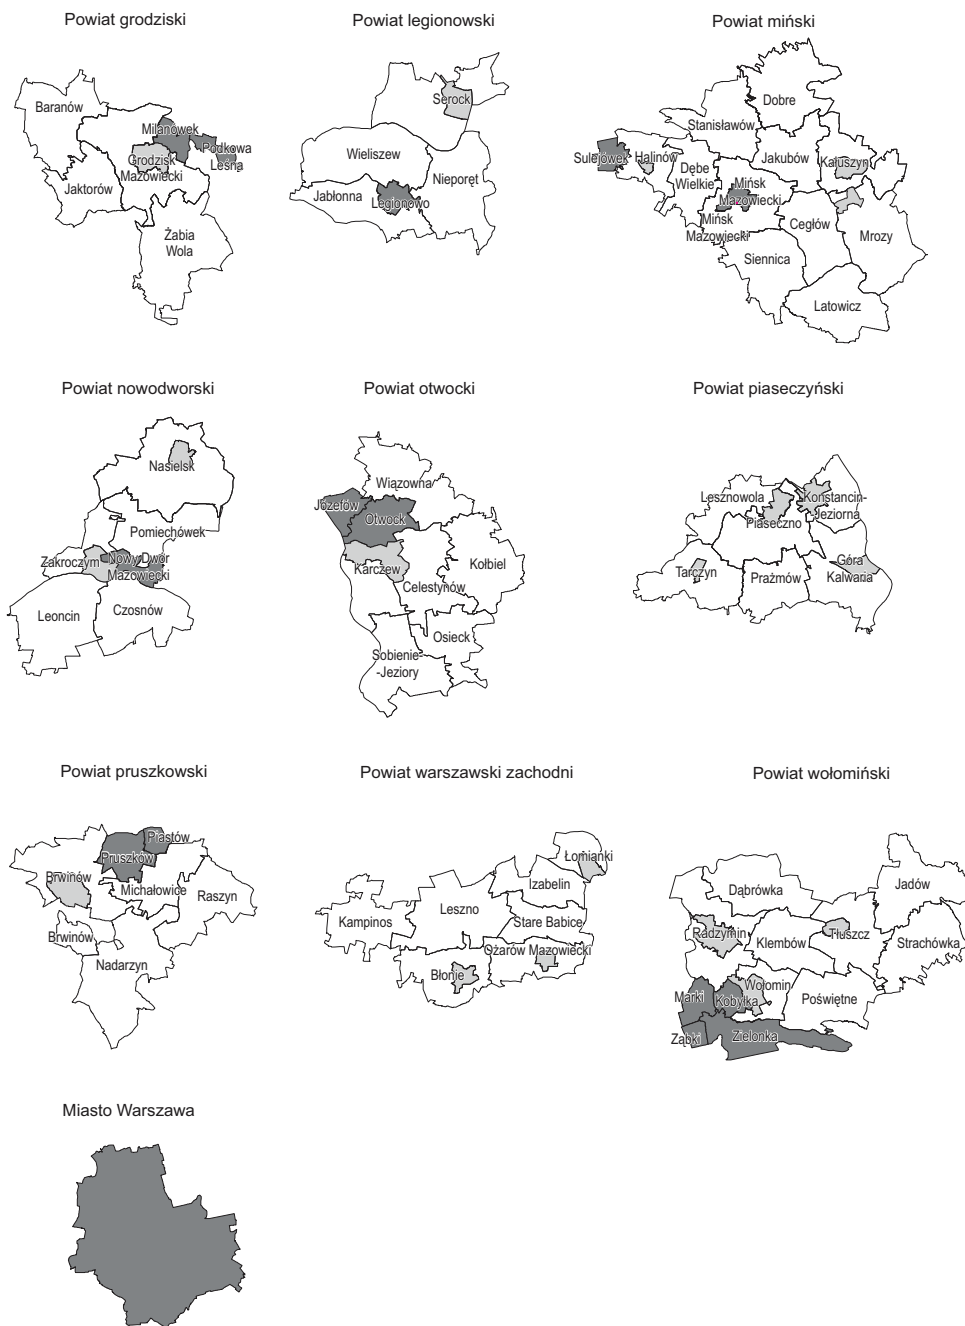 Powiat grodziski
Powiat legionowski
Powiat miński
Baranów
Milanówek
Podkowa
Leśna
Grodzisk
Mazowiecki
Jaktorów
Żabia
Wola
Serock
Wieliszew
Nieporęt
Jabłonna
Legionowo
Dobre
Stanisławów
Sulejówek
Halinów
Dębe
Wielkie
Jakubów
Kałuszyn
Mińsk
Mazowiecki
Mińsk
Mazowiecki
Cegłów
Mrozy
Siennica
Latowicz
Powiat nowodworski
Powiat otwocki
Powiat piaseczyński
Nasielsk
Pomiechówek
Zakroczym
Nowy Dwór
Mazowiecki
Leoncin
Czosnów
Wiązowna
Józefów
Otwock
Karczew
Celestynów
Kołbiel
Osieck
Sobienie-
-Jeziory
Lesznowola
Piaseczno
Konstancin-
-Jeziorna
Tarczyn
Prażmów
Góra
Kalwaria
Powiat pruszkowski
Powiat warszawski zachodni
Powiat wołomiński
Piastów
Pruszków
Brwinów
Michałowice
Raszyn
Brwinów
Nadarzyn
Łomianki
Izabelin
Leszno
Kampinos
Stare Babice
Ożarów Mazowiecki
Błonie
Jadów
Dąbrówka
Radzymin
Klembów
Tłuszcz
Strachówka
Wołomin
Marki
Kobyłka
Poświętne
Ząbki
Zielonka
Miasto Warszawa